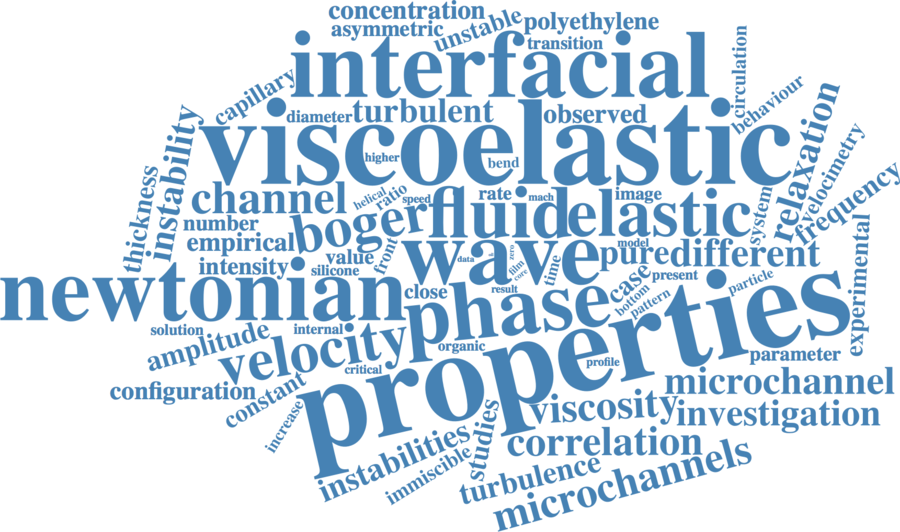 concentration
asymmetric
unstable
polyethylene
transition
interfacial
capillary
diameter
turbulent
observed
circulation
behaviour
viscoelastic
higher
bend
instability
thickness
channel
helical
ratio
speed
rate
mach
image
relaxation
velocimetry
frequency
system
number
empirical
boger
fluid
elastic
intensity
value
silicone
front
wave
data
zero
film
core
time
model
pure
different
newtonian
close
result
phase
case
bottom
pattern
present
particle
experimental
solution
internal
amplitude
velocity
organic
critical
properties
profile
parameter
configuration
constant
increase
microchannel
viscosity
investigation
instabilities
immiscible
studies
correlation
turbulence
microchannels